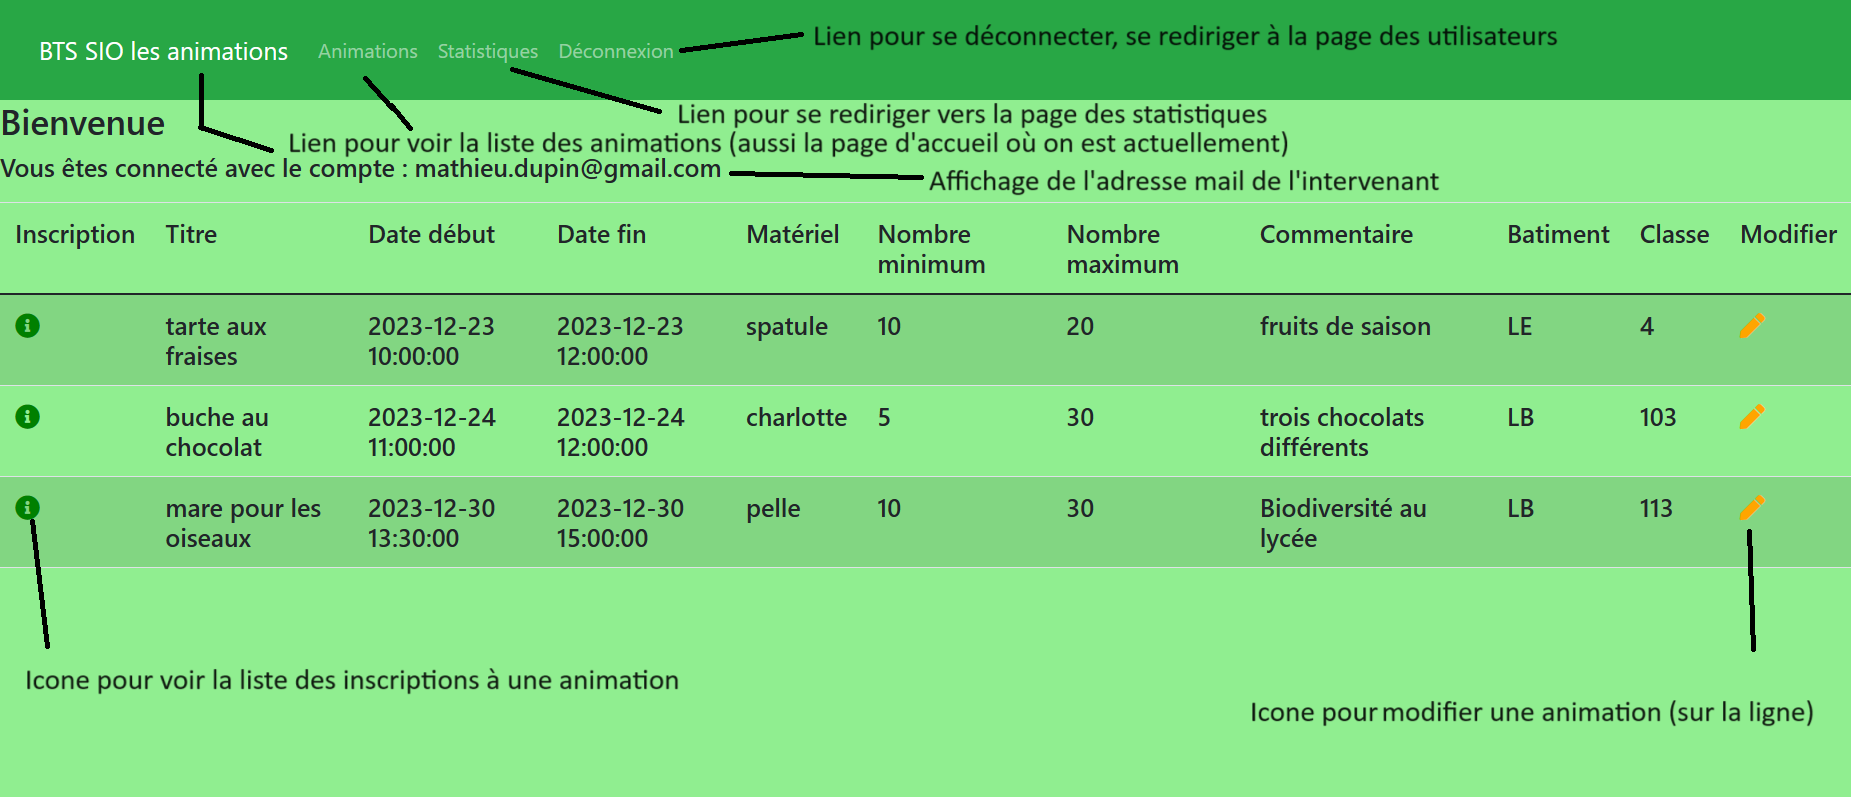 BTS SIO les animations Animations Statistiques Déconnexion
Lien pour se déconnecter, se rediriger à la page des utilisateurs
Bienvenue
Lien pour se rediriger vers la page des statistiques
Lien pour voir la liste des animations (aussi la page d'accueil où on est actuellement)
Vous êtes connecté avec le compte : mathieu.dupin@gmail.com
Affichage de l'adresse mail de l'intervenant
Inscription Titre Date début Date fin Matériel Nombre Nombre Commentaire Batiment Classe Modifier
minimum maximum
tarte aux 2023-12-23 2023-12-23 spatule 10 20 fruits de saison LE 4
fraises 10:00:00 12:00:00
buche au 2023-12-24 2023-12-24 charlotte 5 30 trois chocolats LB 103
chocolat 11:00:00 12:00:00 différents
mare pour les 2023-12-30 2023-12-30 pelle 10 30 Biodiversité au LB 113
oiseaux 13:30:00 15:00:00 lycée
Icone pour voir la liste des inscriptions à une animation
Icone pour modifier une animation (sur la ligne)